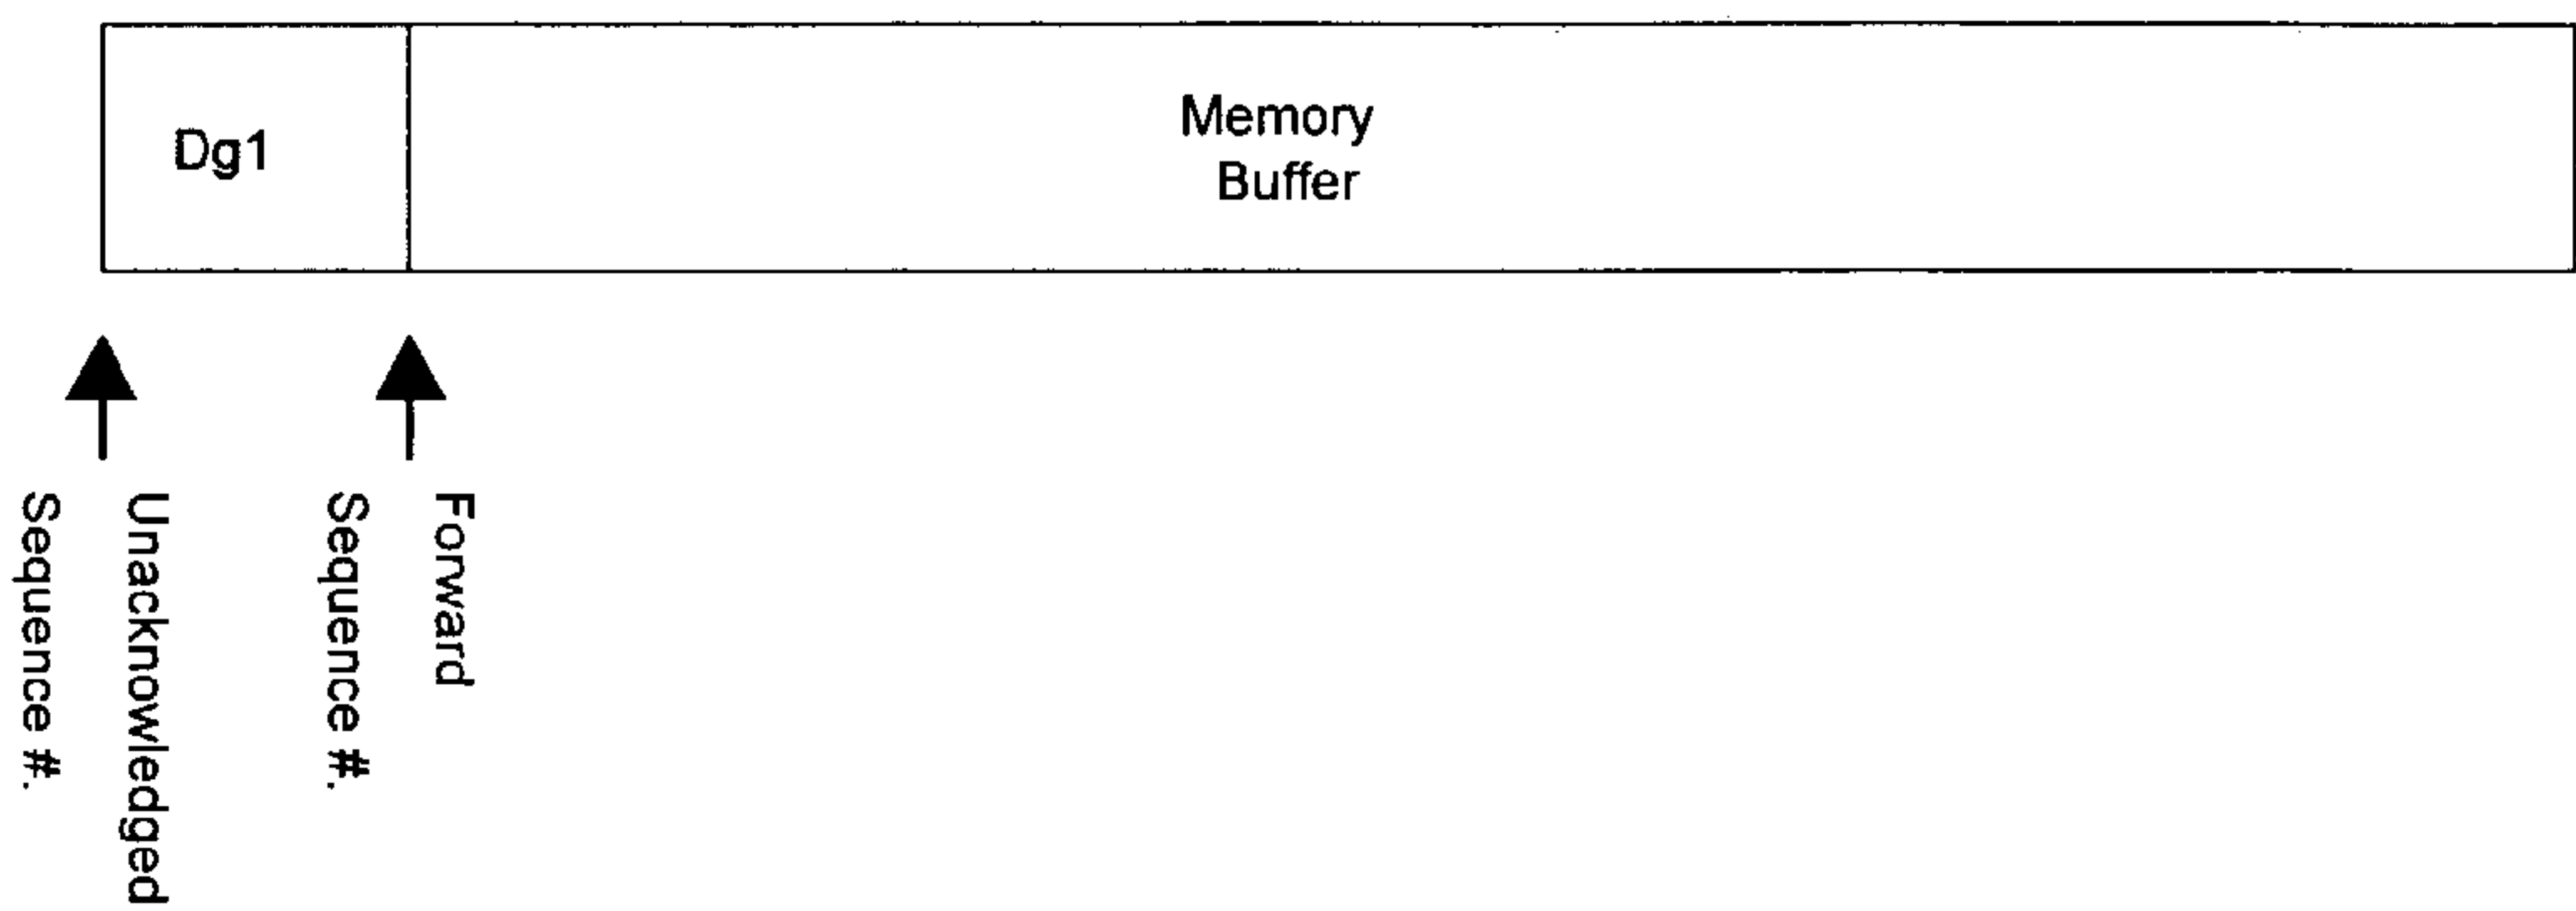 Dg1
Memory
Buffer
Unacknowledged
Sequence #.
Forward
Sequence #.